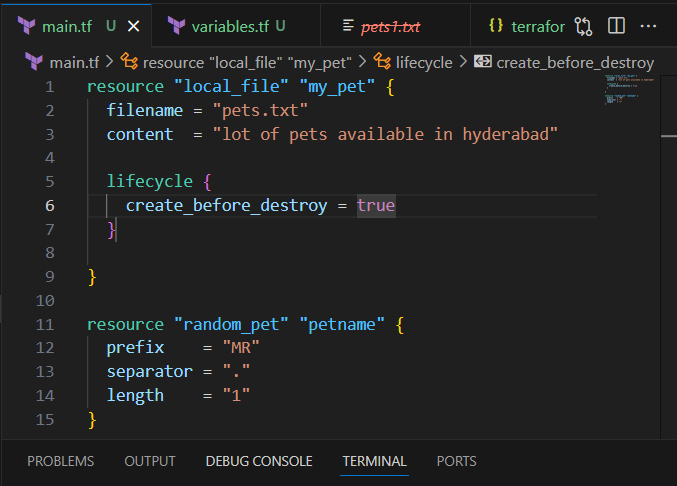 main.tf U × variables.tf U pets1.txt {} terrafor ···
main.tf > resource "local_file" "my_pet" > lifecycle > create_before_destroy
1 resource "local_file" "my_pet" {
2   filename = "pets.txt"
3   content  = "lot of pets available in hyderabad"
4
5   lifecycle {
6     create_before_destroy = true
7   }
8
9 }
10
11 resource "random_pet" "petname" {
12   prefix    = "MR"
13   separator = "."
14   length    = "1"
15 }
PROBLEMS OUTPUT DEBUG CONSOLE TERMINAL PORTS